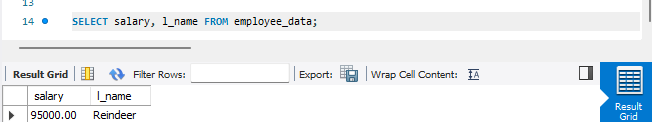 13
14 SELECT salary, l_name FROM employee_data;
Result Grid Filter Rows: Export: Wrap Cell Content: IA
salary l_name
95000.00 Reindeer
Result
Grid